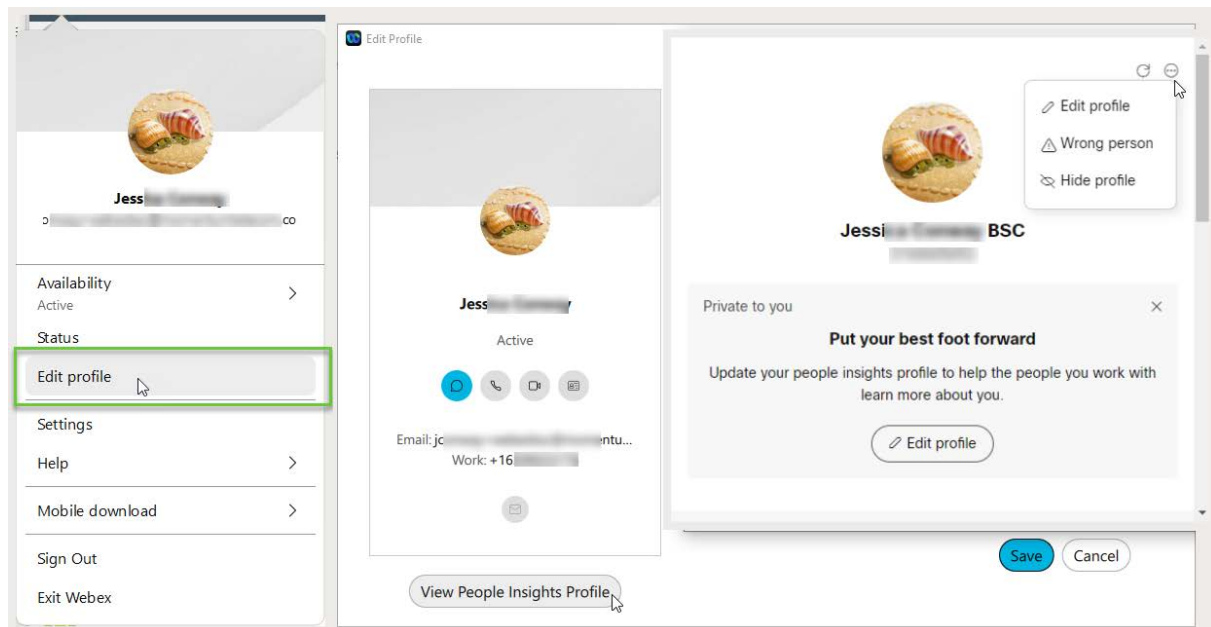 Jess
co
Availability
Active
Status
Edit profile
Settings
Help
Mobile download
Sign Out
Exit Webex
Edit Profile
Jess
Active
Email: jc ntu...
Work: +16
View People Insights Profile
Edit profile
Wrong person
Hide profile
Jessi BSC
Private to you
Put your best foot forward
Update your people insights profile to help the people you work with
learn more about you.
Edit profile
Save
Cancel